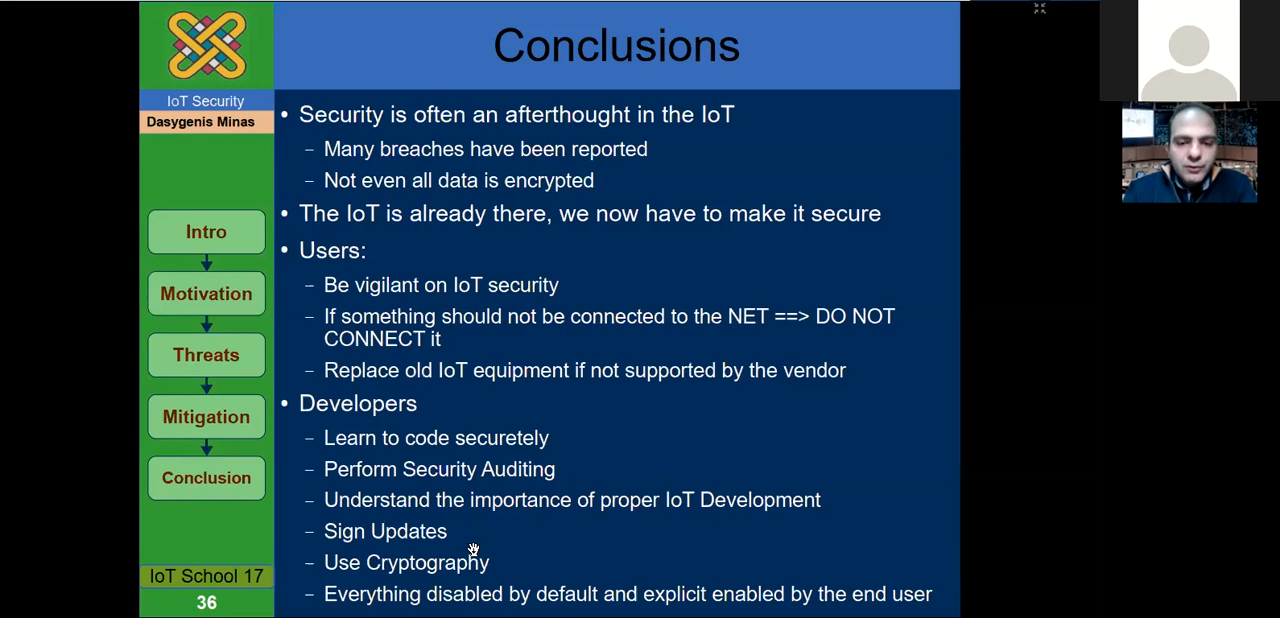 Conclusions
IoT Security
Dasygenis Minas
Intro
Motivation
Threats
Mitigation
Conclusion
IoT School 17
36
• Security is often an afterthought in the IoT
– Many breaches have been reported
– Not even all data is encrypted
• The IoT is already there, we now have to make it secure
• Users:
– Be vigilant on IoT security
– If something should not be connected to the NET ==> DO NOT
CONNECT it
– Replace old IoT equipment if not supported by the vendor
• Developers
– Learn to code securetely
– Perform Security Auditing
– Understand the importance of proper IoT Development
– Sign Updates
– Use Cryptography
– Everything disabled by default and explicit enabled by the end user